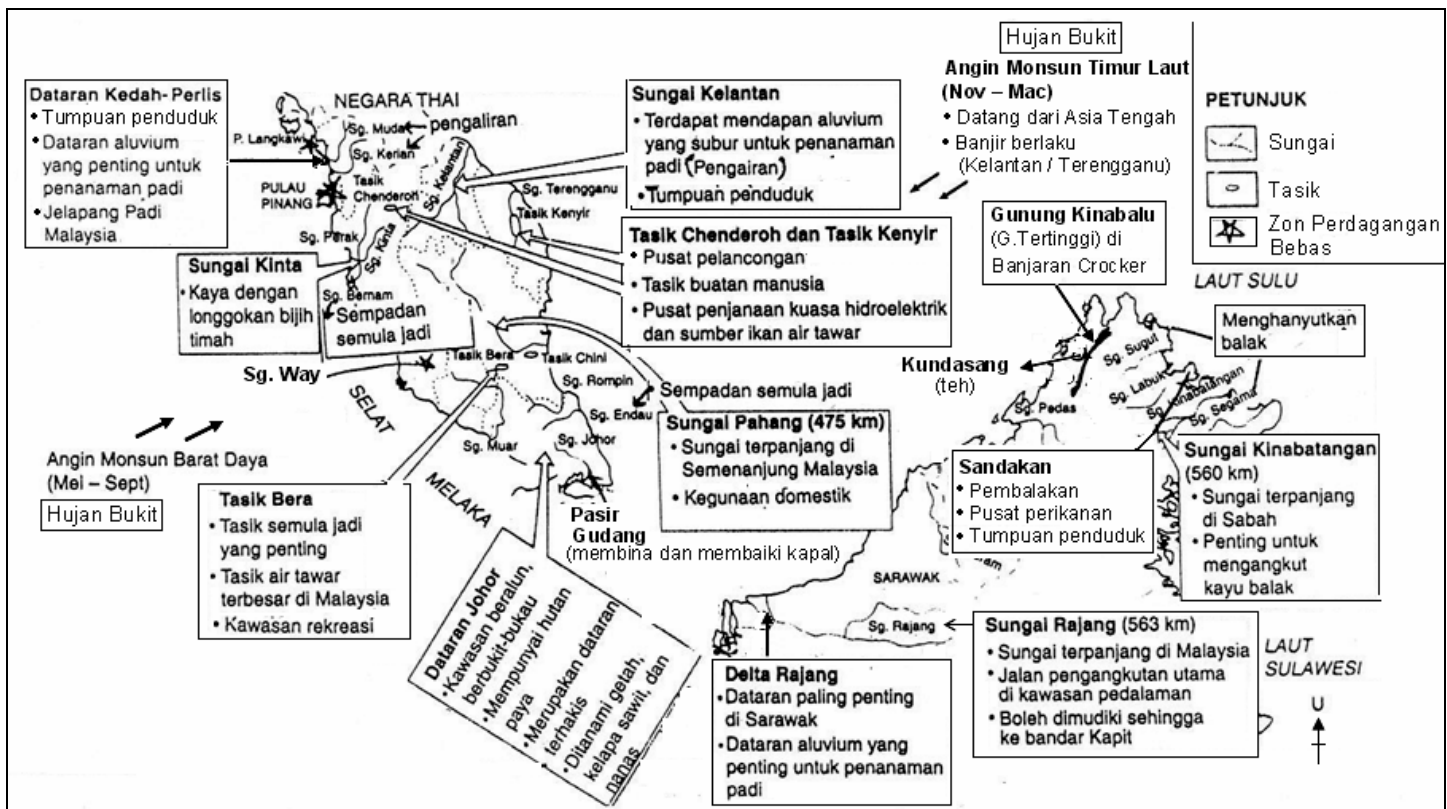 Hujan Bukit
Angin Monsun Timur Laut
(Nov – Mac)
• Datang dari Asia Tengah
• Banjir berlaku
(Kelantan / Terengganu)
PETUNJUK
Sungai
Tasik
Zon Perdagangan
Bebas
Dataran Kedah-Perlis
• Tumpuan penduduk
• Dataran aluvium
yang penting untuk
penanaman padi
• Jelapang Padi
Malaysia
NEGARA THAI
P. Langkawi
Sg. Muda
pengaliran
Sg. Kerian
PULAU
PINANG
Tasik
Chenderoh
Sg. Kelantan
Sg. Terengganu
Tasik Kenyir
Sg. Perak
Sg. Kinta
Sungai Kelantan
• Terdapat mendapan aluvium
yang subur untuk penanaman
padi (Pengairan)
• Tumpuan penduduk
Tasik Chenderoh dan Tasik Kenyir
• Pusat pelancongan
• Tasik buatan manusia
• Pusat penjanaan kuasa hidroelektrik
dan sumber ikan air tawar
Gunung Kinabalu
(G.Tertinggi) di
Banjaran Crocker
LAUT SULU
Sungai Kinta
• Kaya dengan
longgokan bijih
timah
Sg. Bernam
Sempadan
semula jadi
Menghanyutkan
balak
Kundasang
(teh)
Sg. Sugut
Sg. Labuk
Sg. Kinabatangan
Sg. Segama
Sg. Pedas
Sg. Way
Tasik Bera
Tasik Chini
Sg. Rompin
Sempadan semula jadi
Sg. Endau
SELAT
MELAKA
Sg. Muar
Sg. Johor
Sungai Pahang (475 km)
• Sungai terpanjang di
Semenanjung Malaysia
• Kegunaan domestik
Angin Monsun Barat Daya
(Mei – Sept)
Hujan Bukit
Tasik Bera
• Tasik semula jadi
yang penting
• Tasik air tawar
terbesar di Malaysia
• Kawasan rekreasi
Pasir
Gudang
(membina dan membaiki kapal)
Dataran Johor
• Kawasan beralun,
berbukit-bukau
• Mempunyai hutan
paya
• Merupakan dataran
terhakis
• Ditanami getah,
kelapa sawil, dan
nanas
Sandakan
• Pembalakan
• Pusat perikanan
• Tumpuan penduduk
Sungai Kinabatangan
(560 km)
• Sungai terpanjang
di Sabah
• Penting untuk
mengangkut
kayu balak
SARAWAK
Sg. Rajang
Delta Rajang
• Dataran paling penting
di Sarawak
• Dataran aluvium yang
penting untuk penanaman
padi
Sungai Rajang (563 km)
• Sungai terpanjang di Malaysia
• Jalan pengangkutan utama
di kawasan pedalaman
• Boleh dimudiki sehingga
ke bandar Kapit
LAUT
SULAWESI
U